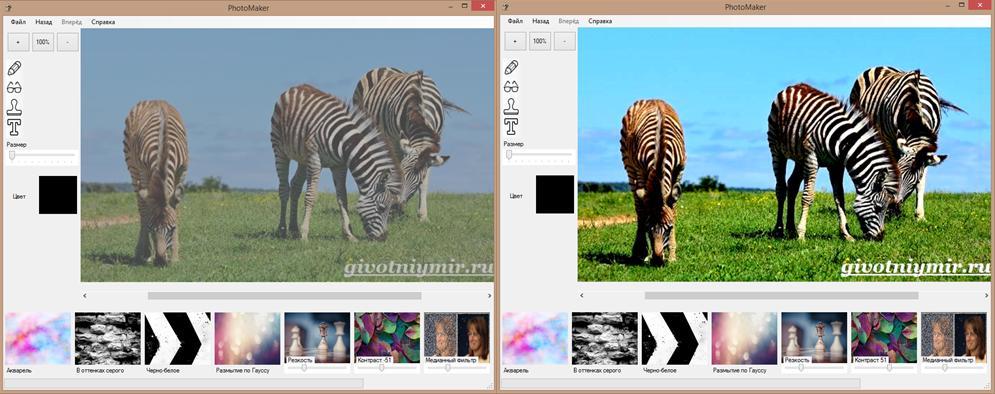 PhotoMaker
Файл Назад Вперёд Справка
+ 100% -
Размер
Цвет
givotniymir.ru
Акварель
В оттенках серого
Черно-белое
Размытие по Гауссу
Резкость
Контраст -51
Медианный Фильтр
PhotoMaker
Файл Назад Вперёд Справка
+ 100% -
Размер
Цвет
givotniymir.ru
Акварель
В оттенках серого
Черно-белое
Размытие по Гауссу
Резкость
Контраст 51
Медианный Фильтр